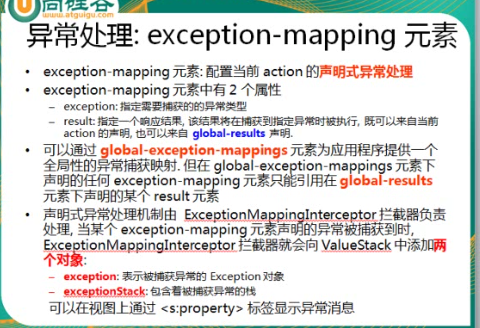 尚硅谷
www.atguigu.com
异常处理: exception-mapping 元素
• exception-mapping 元素: 配置当前 action 的声明式异常处理
• exception-mapping 元素中有 2 个属性
– exception: 指定需要捕获的的异常类型
– result: 指定一个响应结果, 该结果将在捕获到指定异常时被执行, 既可以来自当前
action 的声明, 也可以来自 global-results 声明.
• 可以通过 global-exception-mappings 元素为应用程序提供一个
全局性的异常捕获映射. 但在 global-exception-mappings 元素下
声明的任何 exception-mapping 元素只能引用在 global-results
元素下声明的某个 result 元素
• 声明式异常处理机制由 ExceptionMappingInterceptor 拦截器负责
处理, 当某个 exception-mapping 元素声明的异常被捕获到时,
ExceptionMappingInterceptor 拦截器就会向 ValueStack 中添加两
个对象:
– exception: 表示被捕获异常的 Exception 对象
– exceptionStack: 包含着被捕获异常的栈
可以在视图上通过 <s:property> 标签显示异常消息